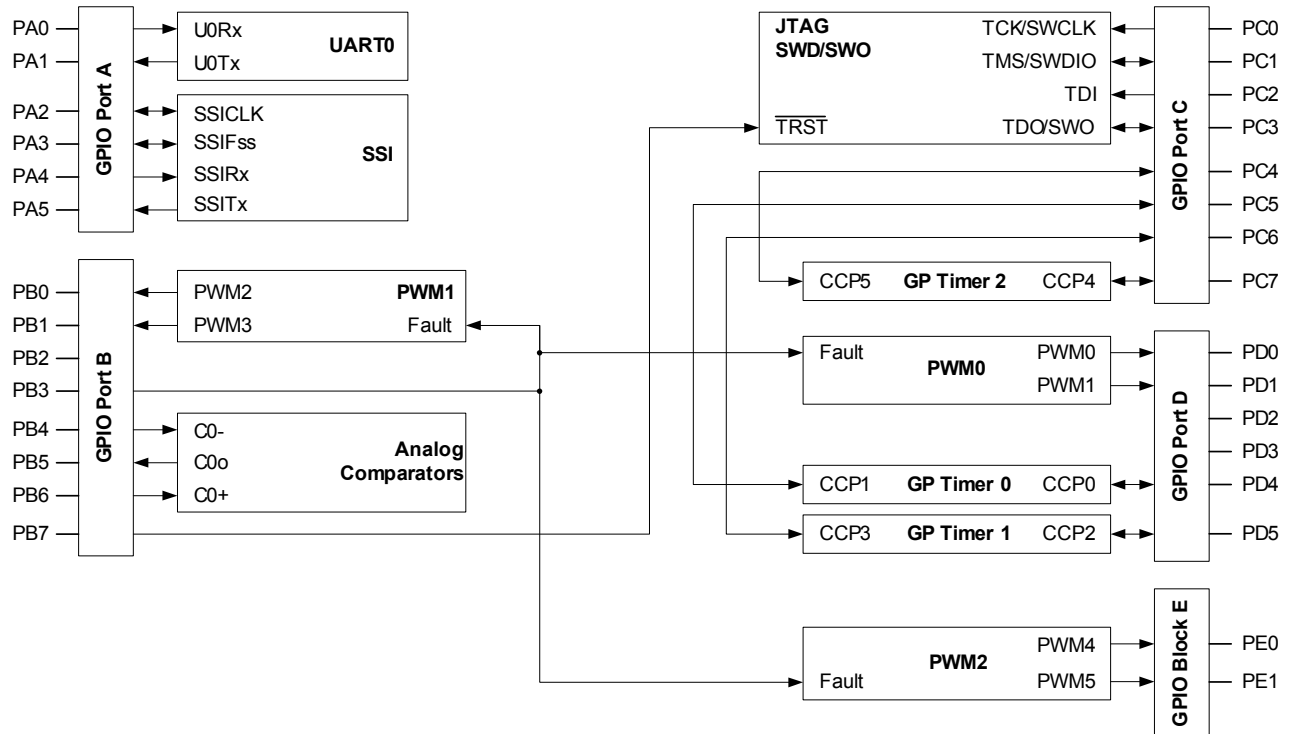 PA0
PA1
PA2
PA3
PA4
PA5
GPIO Port A
U0Rx
U0Tx
UART0
SSICLK
SSIFss
SSIRx
SSITx
SSI
PB0
PB1
PB2
PB3
PB4
PB5
PB6
PB7
GPIO Port B
PWM2
PWM3
PWM1
Fault
C0-
C0o
C0+
Analog
Comparators
JTAG
SWD/SWO
TRST
TCK/SWCLK
TMS/SWDIO
TDI
TDO/SWO
GPIO Port C
PC0
PC1
PC2
PC3
PC4
PC5
PC6
PC7
CCP5 GP Timer 2 CCP4
Fault
PWM0
PWM0
PWM1
CCP1 GP Timer 0 CCP0
CCP3 GP Timer 1 CCP2
GPIO Port D
PD0
PD1
PD2
PD3
PD4
PD5
Fault
PWM2
PWM4
PWM5
GPIO Block E
PE0
PE1